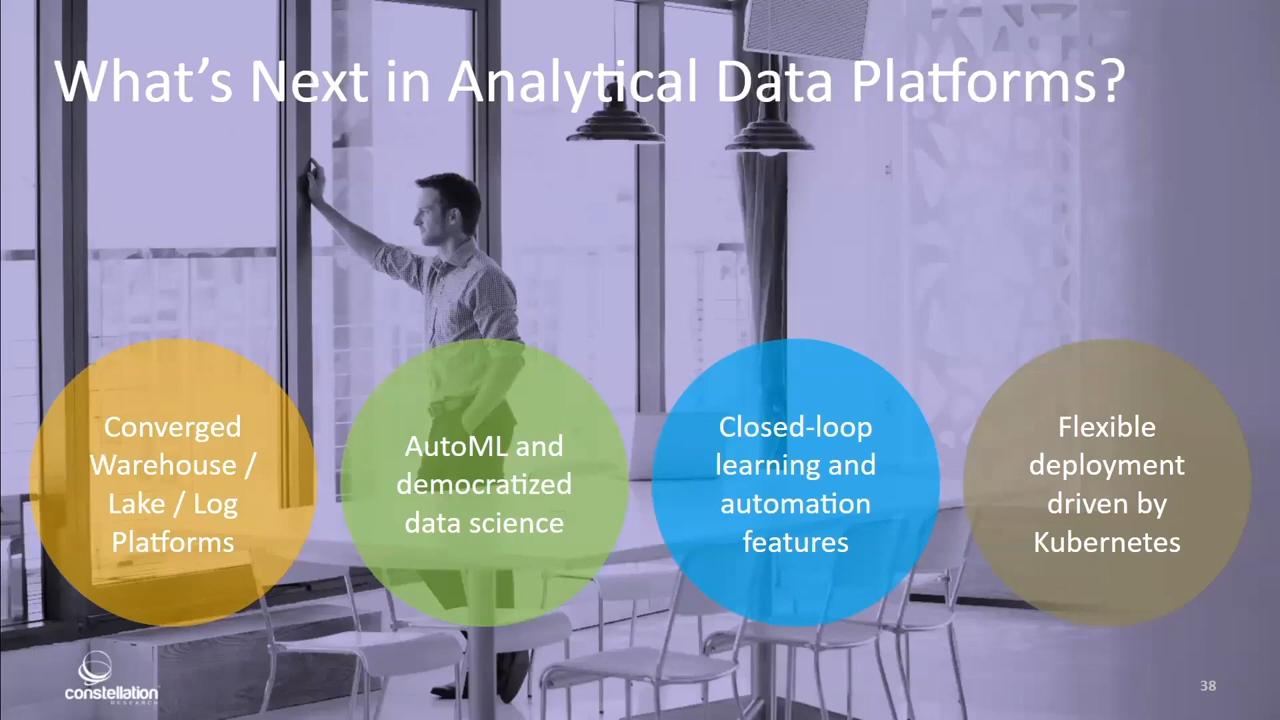 What's Next in Analytical Data Platforms?
Converged
Warehouse /
Lake / Log
Platforms
AutoML and
democratized
data science
Closed-loop
learning and
automation
features
Flexible
deployment
driven by
Kubernetes
constellation
RESEARCH
38